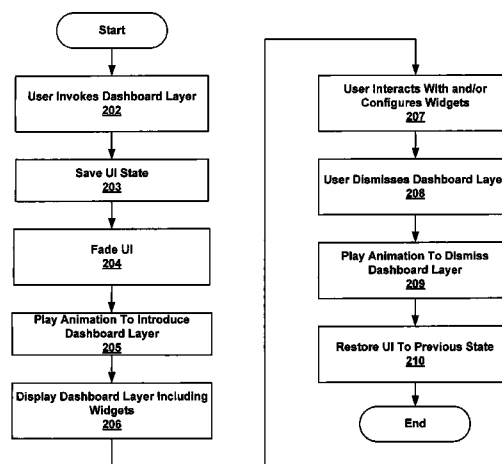 Start
User Invokes Dashboard Layer
202
Save UI State
203
Fade UI
204
Play Animation To Introduce
Dashboard Layer
205
Display Dashboard Layer Including
Widgets
206
User Interacts With and/or
Configures Widgets
207
User Dismisses Dashboard Layer
208
Play Animation To Dismiss
Dashboard Layer
209
Restore UI To Previous State
210
End